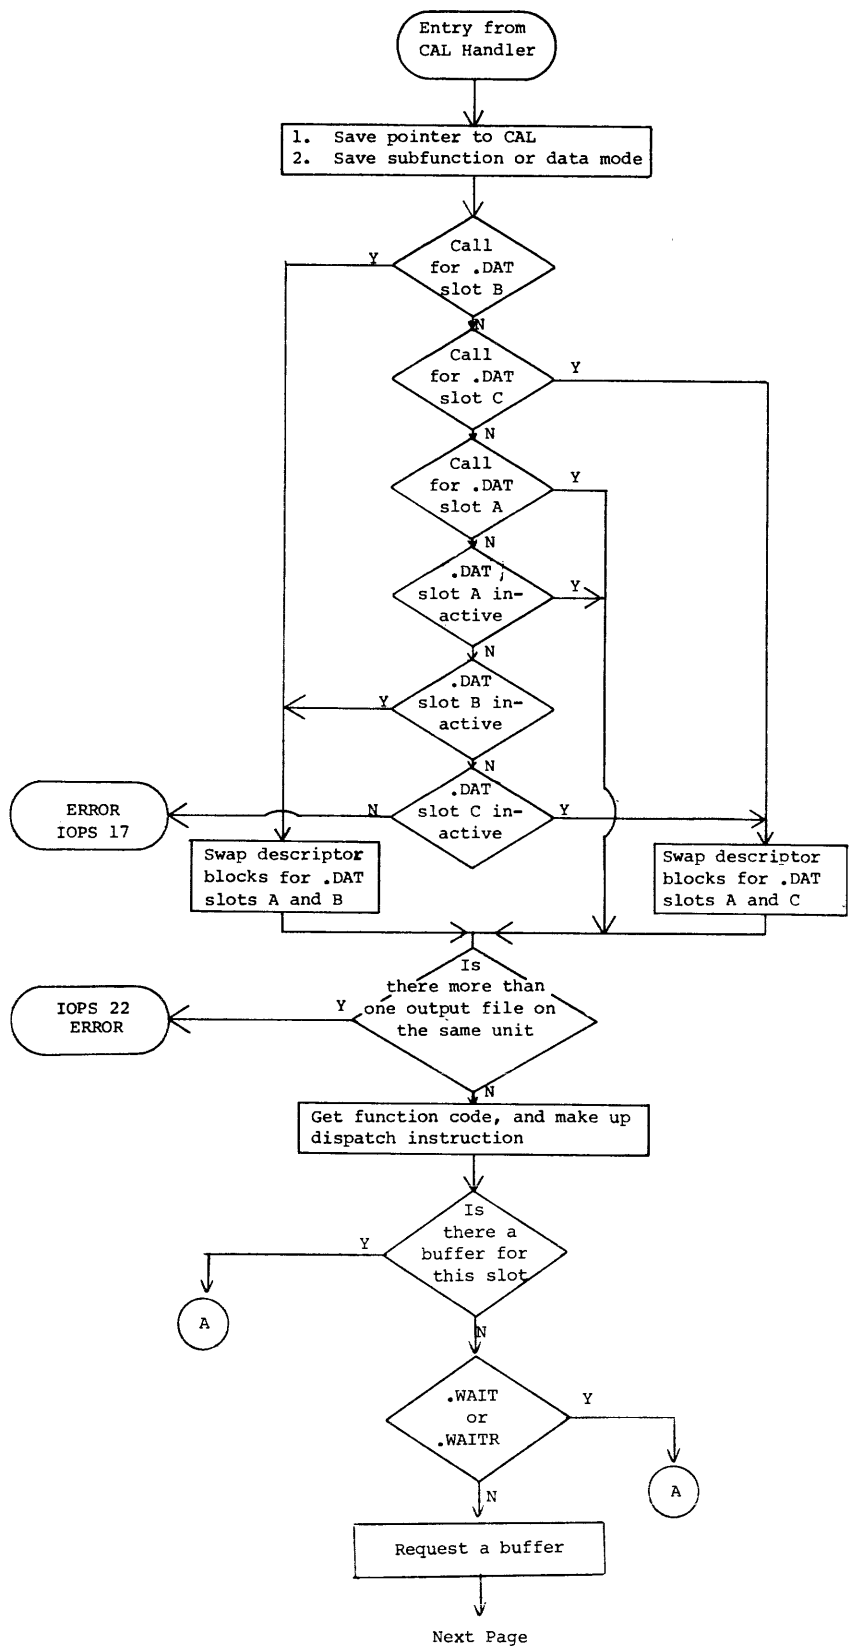 Entry from
CAL Handler
1. Save pointer to CAL
2. Save subfunction or data mode
Call
for .DAT
slot B
Y
N
Call
for .DAT
slot C
Y
N
Call
for .DAT
slot A
Y
N
.DAT
slot A in-
active
Y
N
.DAT
slot B in-
active
Y
N
.DAT
slot C in-
active
N
Y
ERROR
IOPS 17
Swap descriptor
blocks for .DAT
slots A and B
Swap descriptor
blocks for .DAT
slots A and C
Is
there more than
one output file on
the same unit
Y
IOPS 22
ERROR
N
Get function code, and make up
dispatch instruction
Is
there a
buffer for
this slot
Y
A
N
.WAIT
or
.WAITR
Y
A
N
Request a buffer
Next Page